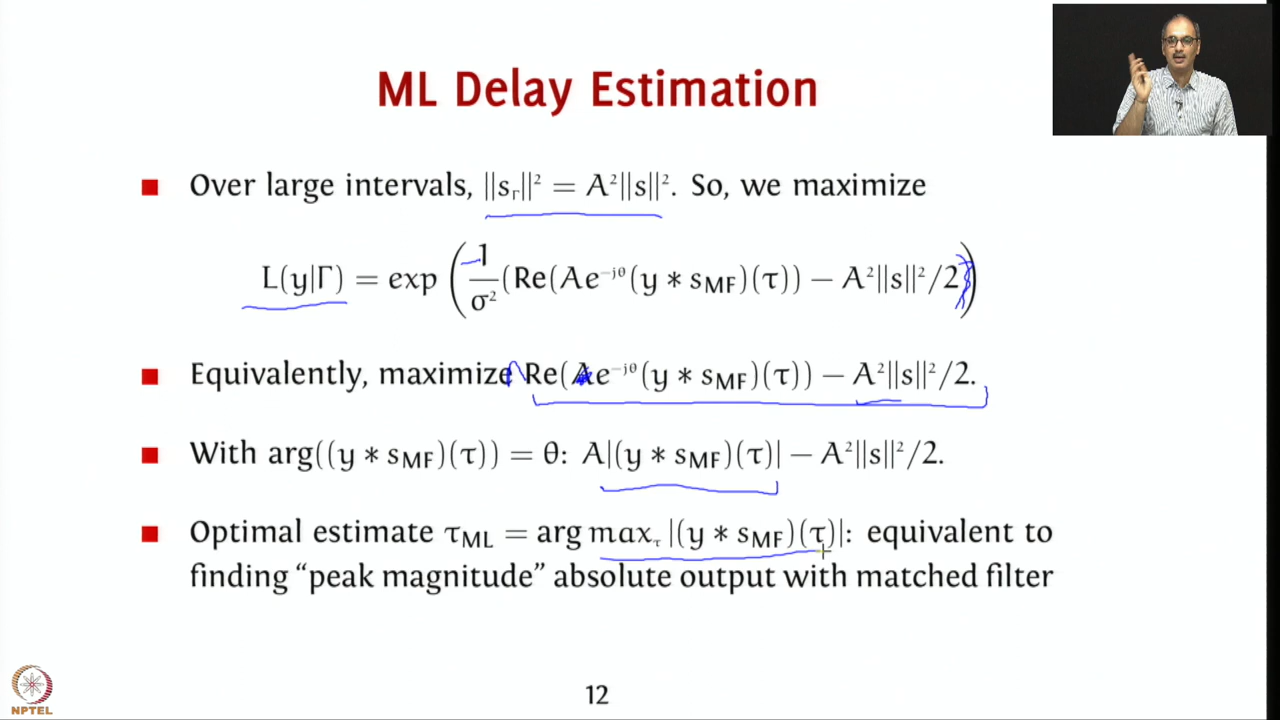 ML Delay Estimation
Over large intervals, ||sᵣ||² = A²||s||². So, we maximize
L(y|Γ) = exp (1/σ² (Re(Ae⁻ʲᶿ(y ∗ s_MF)(τ)) − A²||s||²/2))
Equivalently, maximize Re(Ae⁻ʲᶿ(y ∗ s_MF)(τ)) − A²||s||²/2.
With arg((y ∗ s_MF)(τ)) = θ: A|(y ∗ s_MF)(τ)| − A²||s||²/2.
Optimal estimate τ_ML = arg max_τ |(y ∗ s_MF)(τ)|: equivalent to
finding “peak magnitude” absolute output with matched filter
NPTEL
12